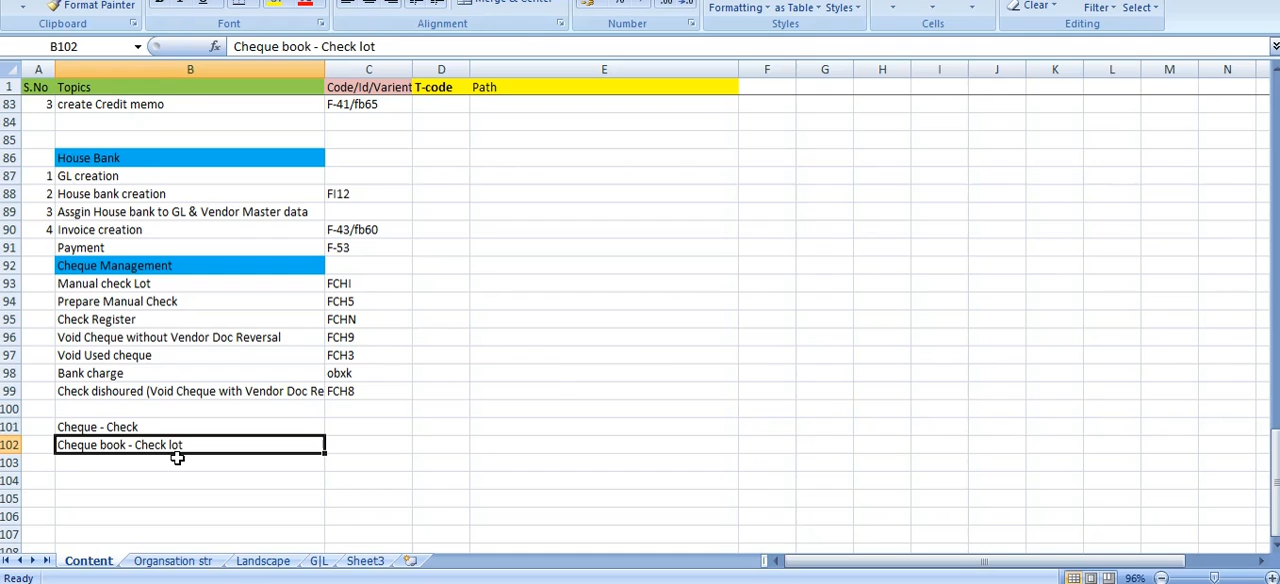 Format Painter
Merge & Center
Formatting as Table Styles
Clear
Filter Select
Clipboard Font Alignment Number Styles Cells Editing
B102 fx Cheque book - Check lot
A B C D E F G H I J K L M N
1 S.No Topics Code/Id/Varient T-code Path
83 3 create Credit memo F-41/fb65
84
85
86 House Bank
87 1 GL creation
88 2 House bank creation FI12
89 3 Assgin House bank to GL & Vendor Master data
90 4 Invoice creation F-43/fb60
91 Payment F-53
92 Cheque Management
93 Manual check Lot FCHI
94 Prepare Manual Check FCH5
95 Check Register FCHN
96 Void Cheque without Vendor Doc Reversal FCH9
97 Void Used cheque FCH3
98 Bank charge obxk
99 Check dishoured (Void Cheque with Vendor Doc Re FCH8
100
101 Cheque - Check
102 Cheque book - Check lot
103
104
105
106
107
108
Content Organsation str Landscape G|L Sheet3
Ready 96%